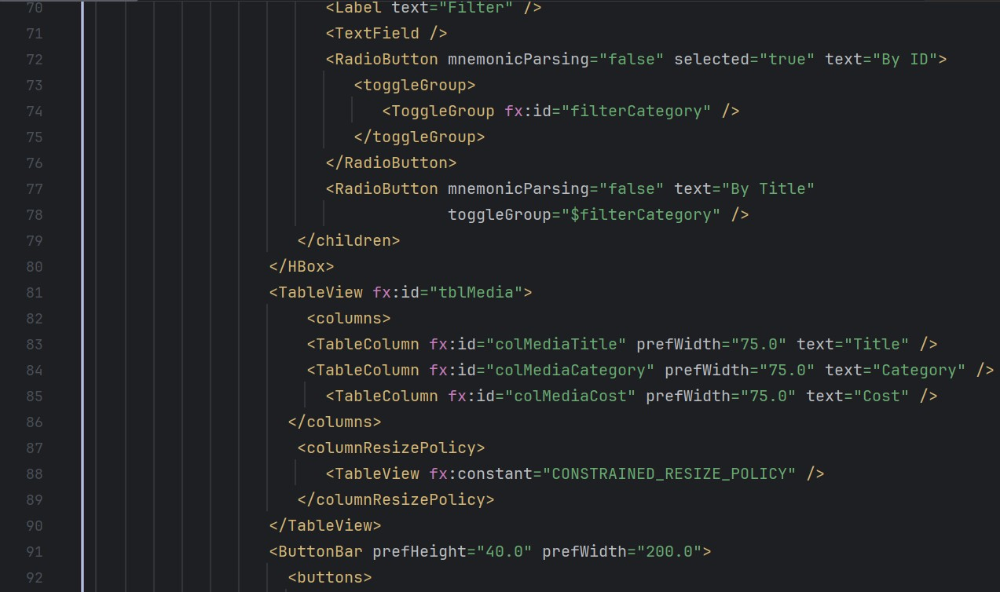 70 <Label text="Filter" />
71 <TextField />
72 <RadioButton mnemonicParsing="false" selected="true" text="By ID">
73 <toggleGroup>
74 <ToggleGroup fx:id="filterCategory" />
75 </toggleGroup>
76 </RadioButton>
77 <RadioButton mnemonicParsing="false" text="By Title"
78 toggleGroup="$filterCategory" />
79 </children>
80 </HBox>
81 <TableView fx:id="tblMedia">
82 <columns>
83 <TableColumn fx:id="colMediaTitle" prefWidth="75.0" text="Title" />
84 <TableColumn fx:id="colMediaCategory" prefWidth="75.0" text="Category" />
85 <TableColumn fx:id="colMediaCost" prefWidth="75.0" text="Cost" />
86 </columns>
87 <columnResizePolicy>
88 <TableView fx:constant="CONSTRAINED_RESIZE_POLICY" />
89 </columnResizePolicy>
90 </TableView>
91 <ButtonBar prefHeight="40.0" prefWidth="200.0">
92 <buttons>